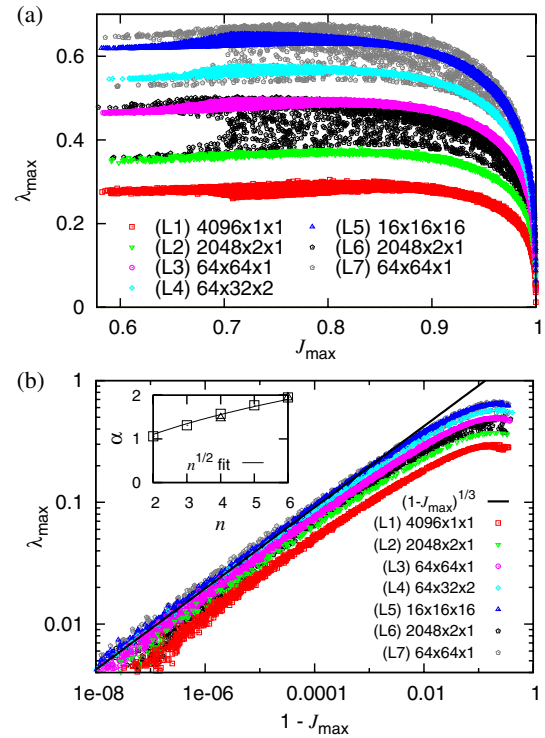 (a)
0.6
0.4
0.2
0
λmax
(L1) 4096x1x1
(L2) 2048x2x1
(L3) 64x64x1
(L4) 64x32x2
(L5) 16x16x16
(L6) 2048x2x1
(L7) 64x64x1
0.6 0.7 0.8 0.9 1
Jmax
(b)
1
0.1
0.01
λmax
2
1
0
α
n^1/2 fit
2 3 4 5 6
n
(1-Jmax)^1/3
(L1) 4096x1x1
(L2) 2048x2x1
(L3) 64x64x1
(L4) 64x32x2
(L5) 16x16x16
(L6) 2048x2x1
(L7) 64x64x1
1e-08 1e-06 0.0001 0.01 1
1 - Jmax